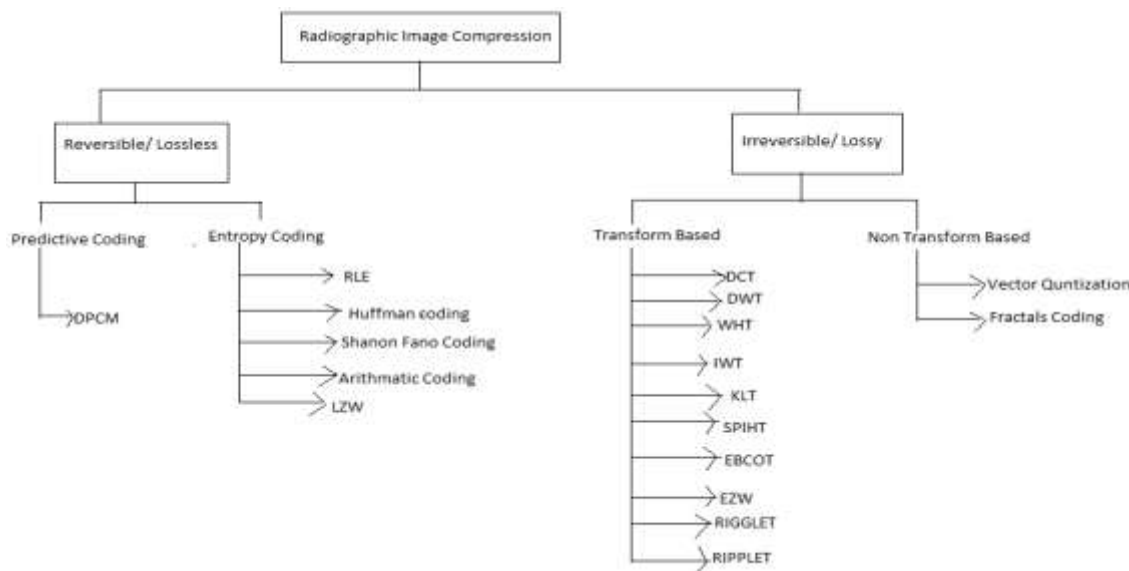 Radiographic Image Compression
Reversible/ Lossless
Irreversible/ Lossy
Predictive Coding
Entropy Coding
Transform Based
Non Transform Based
DPCM
RLE
Huffman coding
Shanon Fano Coding
Arithmatic Coding
LZW
DCT
DWT
WHT
IWT
KLT
SPIHT
EBCOT
EZW
RIGGLET
RIPPLET
Vector Quntization
Fractals Coding